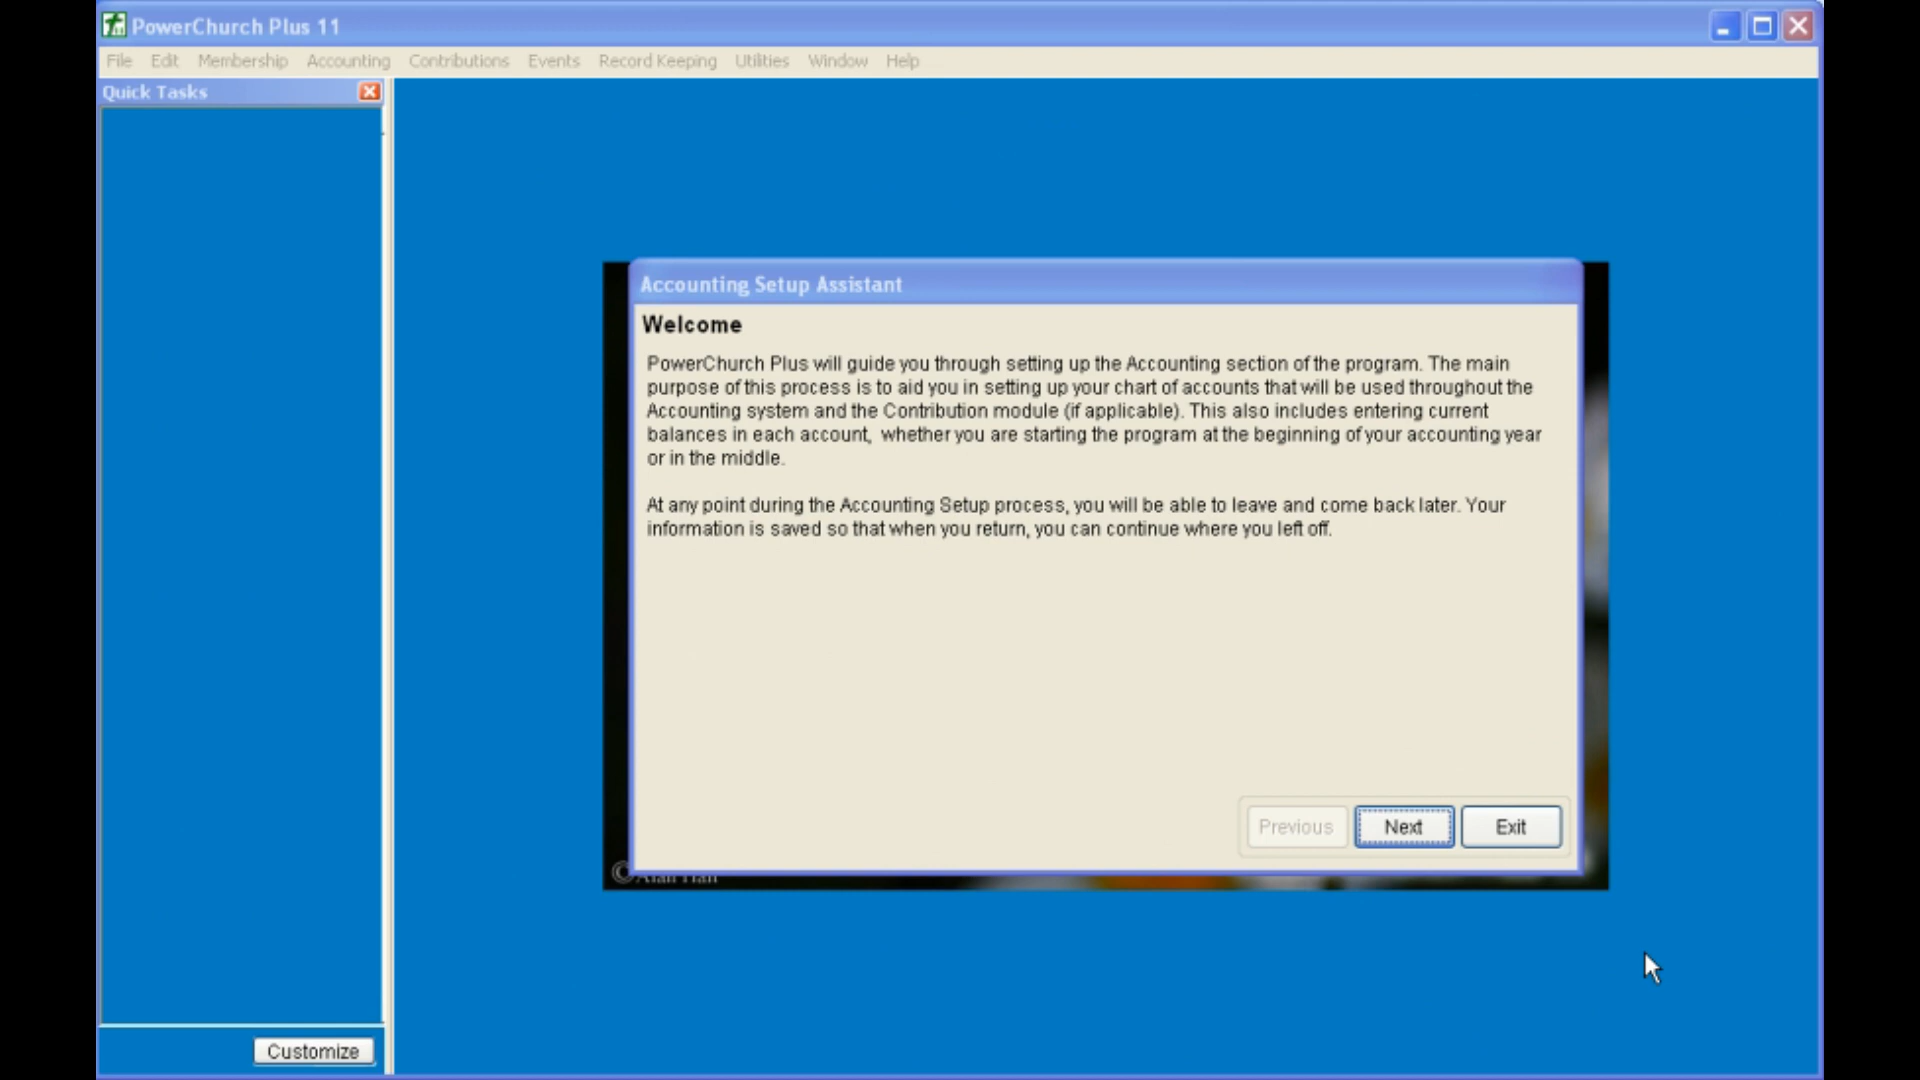 PowerChurch Plus 11
File Edit Membership Accounting Contributions Events Record Keeping Utilities Window Help
Quick Tasks
Accounting Setup Assistant
Welcome
PowerChurch Plus will guide you through setting up the Accounting section of the program. The main
purpose of this process is to aid you in setting up your chart of accounts that will be used throughout the
Accounting system and the Contribution module (if applicable). This also includes entering current
balances in each account, whether you are starting the program at the beginning of your accounting year
or in the middle.
At any point during the Accounting Setup process, you will be able to leave and come back later. Your
information is saved so that when you return, you can continue where you left off.
Previous Next Exit
Customize